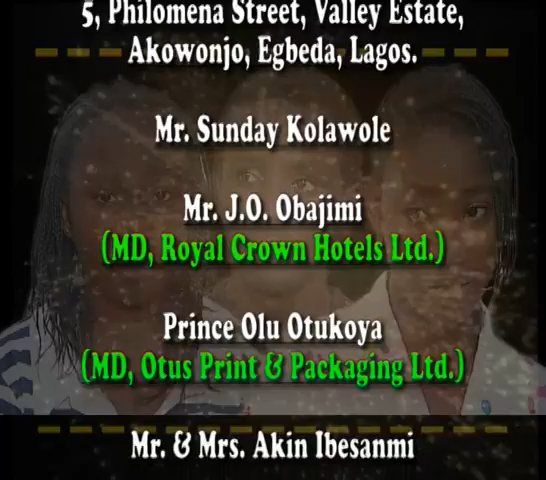 5, Philomena Street, Valley Estate,
Akowonjo, Egbeda, Lagos.
Mr. Sunday Kolawole
Mr. J.O. Obajimi
(MD, Royal Crown Hotels Ltd.)
Prince Olu Otukoya
(MD, Otus Print & Packaging Ltd.)
Mr. & Mrs. Akin Ibesanmi